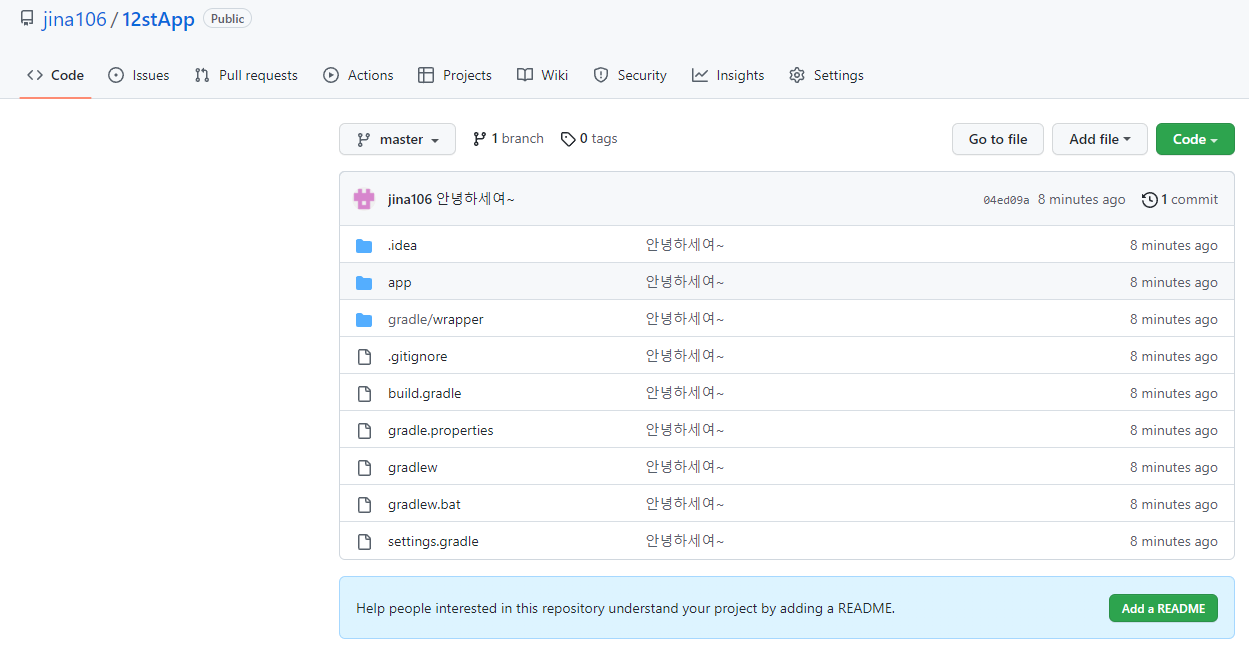 jina106 / 12stApp Public
Code Issues Pull requests Actions Projects Wiki Security Insights Settings
master 1 branch 0 tags Go to file Add file Code
jina106 안녕하세여~ 04ed09a 8 minutes ago 1 commit
.idea 안녕하세여~ 8 minutes ago
app 안녕하세여~ 8 minutes ago
gradle/wrapper 안녕하세여~ 8 minutes ago
.gitignore 안녕하세여~ 8 minutes ago
build.gradle 안녕하세여~ 8 minutes ago
gradle.properties 안녕하세여~ 8 minutes ago
gradlew 안녕하세여~ 8 minutes ago
gradlew.bat 안녕하세여~ 8 minutes ago
settings.gradle 안녕하세여~ 8 minutes ago
Help people interested in this repository understand your project by adding a README. Add a README